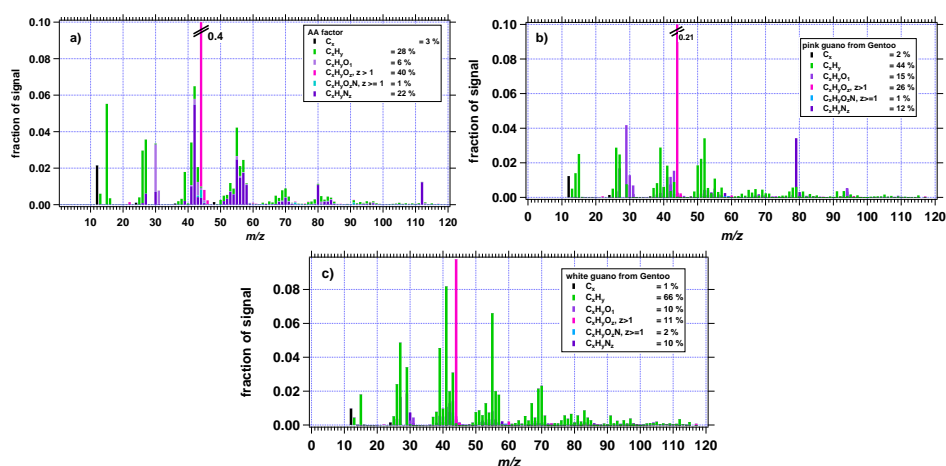 a)
0.4
AA factor
Cx = 3 %
CxHy = 28 %
CxHyO1 = 6 %
CxHyOz, z > 1 = 40 %
CxHyOzN, z >= 1 = 1 %
CxHyNz = 22 %
fraction of signal
0.10
0.08
0.06
0.04
0.02
0.00
10 20 30 40 50 60 70 80 90 100 110 120
m/z
b)
0.21
pink guano from Gentoo
Cx = 2 %
CxHy = 44 %
CxHyO1 = 15 %
CxHyOz, z>1 = 26 %
CxHyOzN, z>=1 = 1 %
CxHyNz = 12 %
fraction of signal
0.10
0.08
0.06
0.04
0.02
0.00
0 10 20 30 40 50 60 70 80 90 100 110 120
m/z
c)
white guano from Gentoo
Cx = 1 %
CxHy = 66 %
CxHyO1 = 10 %
CxHyOz, z>1 = 11 %
CxHyOzN, z>=1 = 2 %
CxHyNz = 10 %
fraction of signal
0.08
0.06
0.04
0.02
0.00
0 10 20 30 40 50 60 70 80 90 100 110 120
m/z